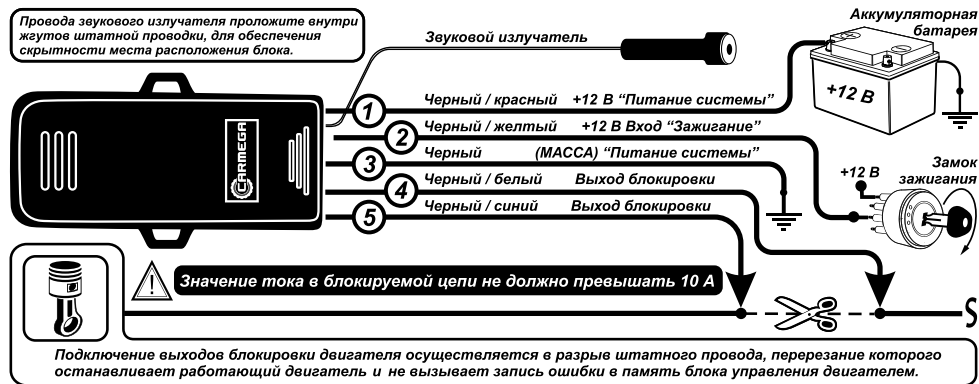 Провода звукового излучателя проложите внутри
жгутов штатной проводки, для обеспечения
скрытности места расположения блока.
Звуковой излучатель
Аккумуляторная
батарея
+12 В
CARMEGA
1 Черный / красный +12 В “Питание системы”
2 Черный / желтый +12 В Вход “Зажигание”
3 Черный (МАССА) “Питание системы”
4 Черный / белый Выход блокировки
5 Черный / синий Выход блокировки
+12 В
Замок
зажигания
Значение тока в блокируемой цепи не должно превышать 10 А
S
Подключение выходов блокировки двигателя осуществляется в разрыв штатного провода, перерезание которого
останавливает работающий двигатель и не вызывает запись ошибки в память блока управления двигателем.